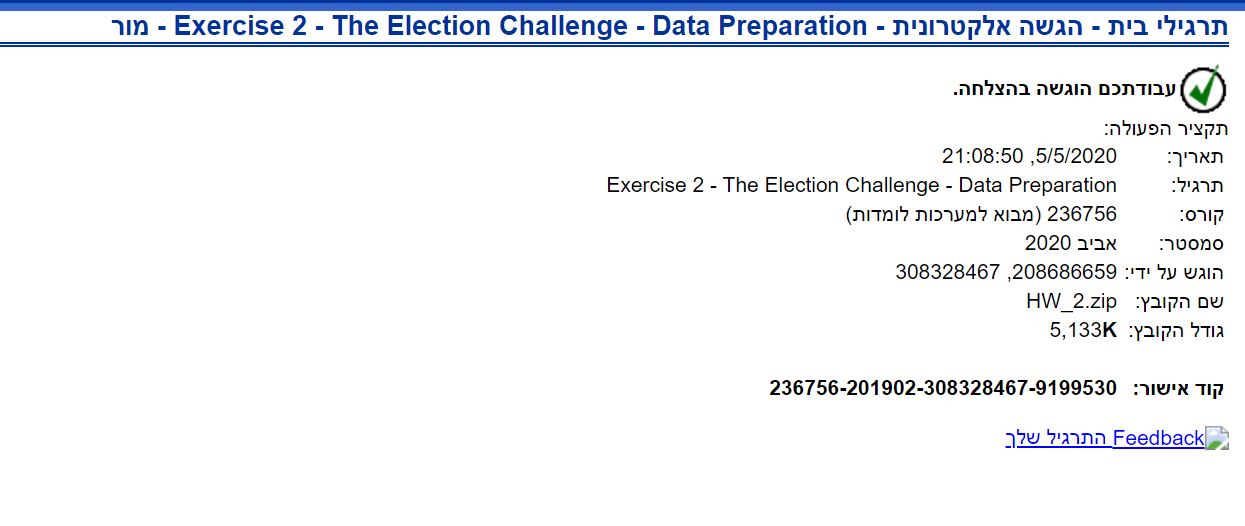 תרגילי בית - הגשה אלקטרונית - Exercise 2 - The Election Challenge - Data Preparation - מור
עבודתכם הוגשה בהצלחה.
תקציר הפעולה:
תאריך: 5/5/2020, 21:08:50
תרגיל: Exercise 2 - The Election Challenge - Data Preparation
קורס: 236756 (מבוא למערכות לומדות)
סמסטר: אביב 2020
הוגש על ידי: 208686659, 308328467
שם הקובץ: HW_2.zip
גודל הקובץ: 5,133K
קוד אישור: 236756-201902-308328467-9199530
Feedback התרגיל שלך